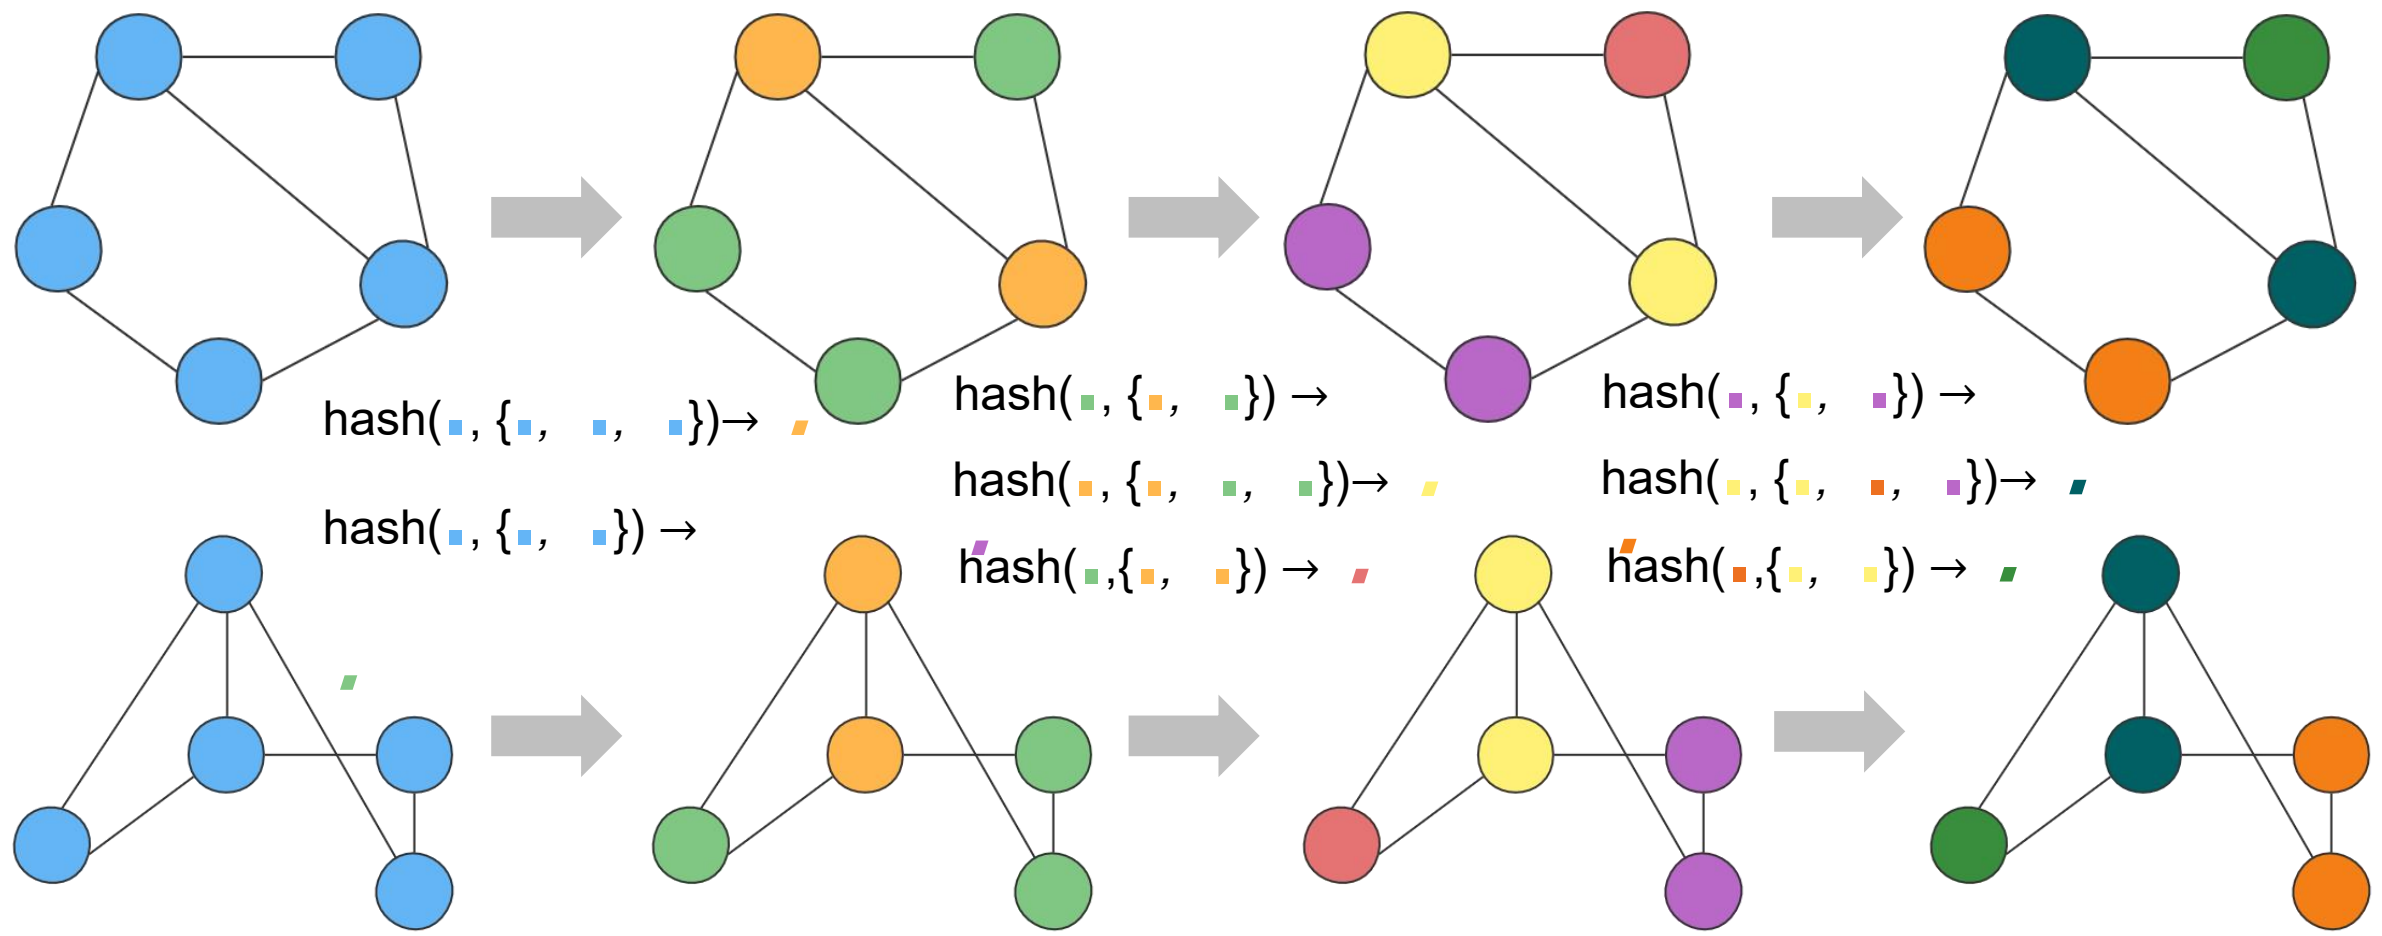 hash( , { , , })→
hash( , { , }) →
hash( , { , }) →
hash( , { , , })→
hash( ,{ , }) →
hash( , { , }) →
hash( , { , , })→
hash( ,{ , }) →